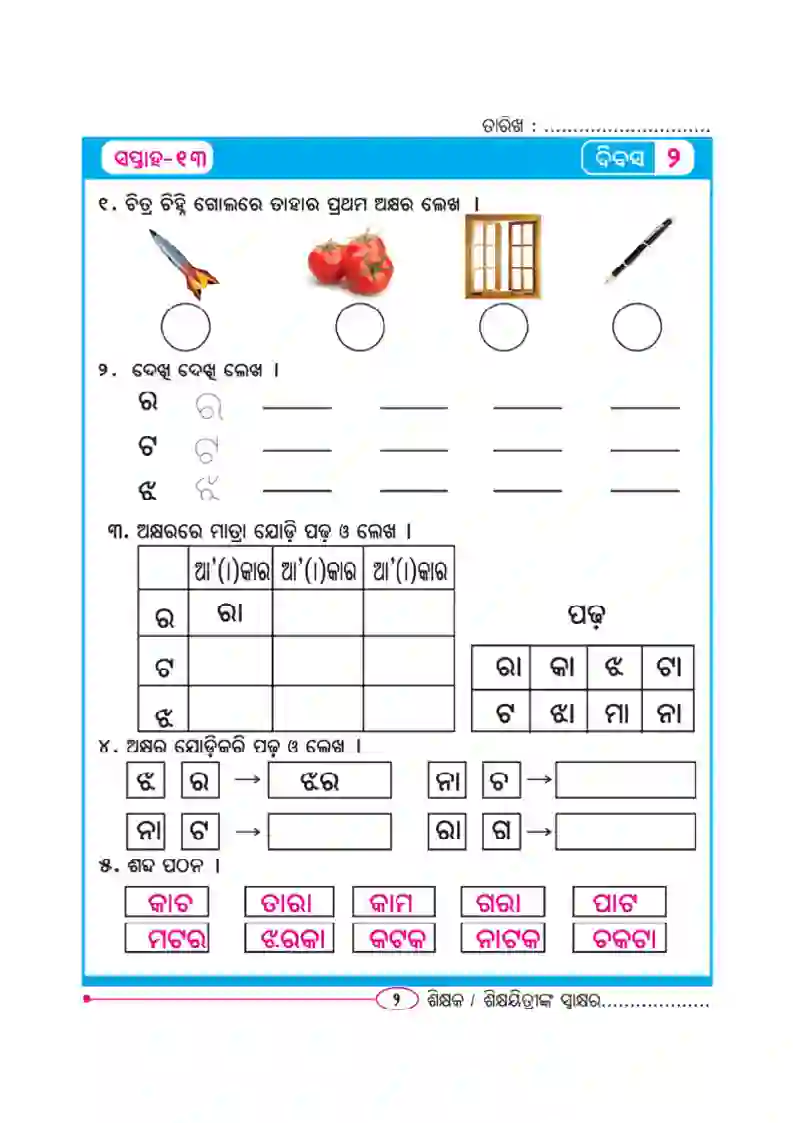 ତାରିଖ : .............................
ସପ୍ତାହ-୧୩ ଦିବସ ୨
୧. ଚିତ୍ର ଚିହ୍ନି ଗୋଲରେ ତାହାର ପ୍ରଥମ ଅକ୍ଷର ଲେଖ ।
୨. ଦେଖି ଦେଖି ଲେଖ ।
ର ର
ଟ ଟ
ଝ ଝ
୩. ଅକ୍ଷରରେ ମାତ୍ରା ଯୋଡ଼ି ପଢ଼ ଓ ଲେଖ ।
ଆ'(ା)କାର ଆ'(ା)କାର ଆ'(ା)କାର
ର ରା
ଟ
ଝ
ପଢ଼
ରା କା ଝ ଟା
ଟ ଝା ମା ନା
୪. ଅକ୍ଷର ଯୋଡ଼ିକରି ପଢ଼ ଓ ଲେଖ ।
ଝ ର → ଝର ନା ଚ →
ନା ଟ → ରା ଗ →
୫. ଶବ୍ଦ ପଠନ ।
କାଚ ତାରା କାମ ଗରା ପାଟ
ମଟର ଝରକା କଟକ ନାଟକ ଚକଟା
୨ ଶିକ୍ଷକ / ଶିକ୍ଷୟିତ୍ରୀଙ୍କ ସ୍ୱାକ୍ଷର...................